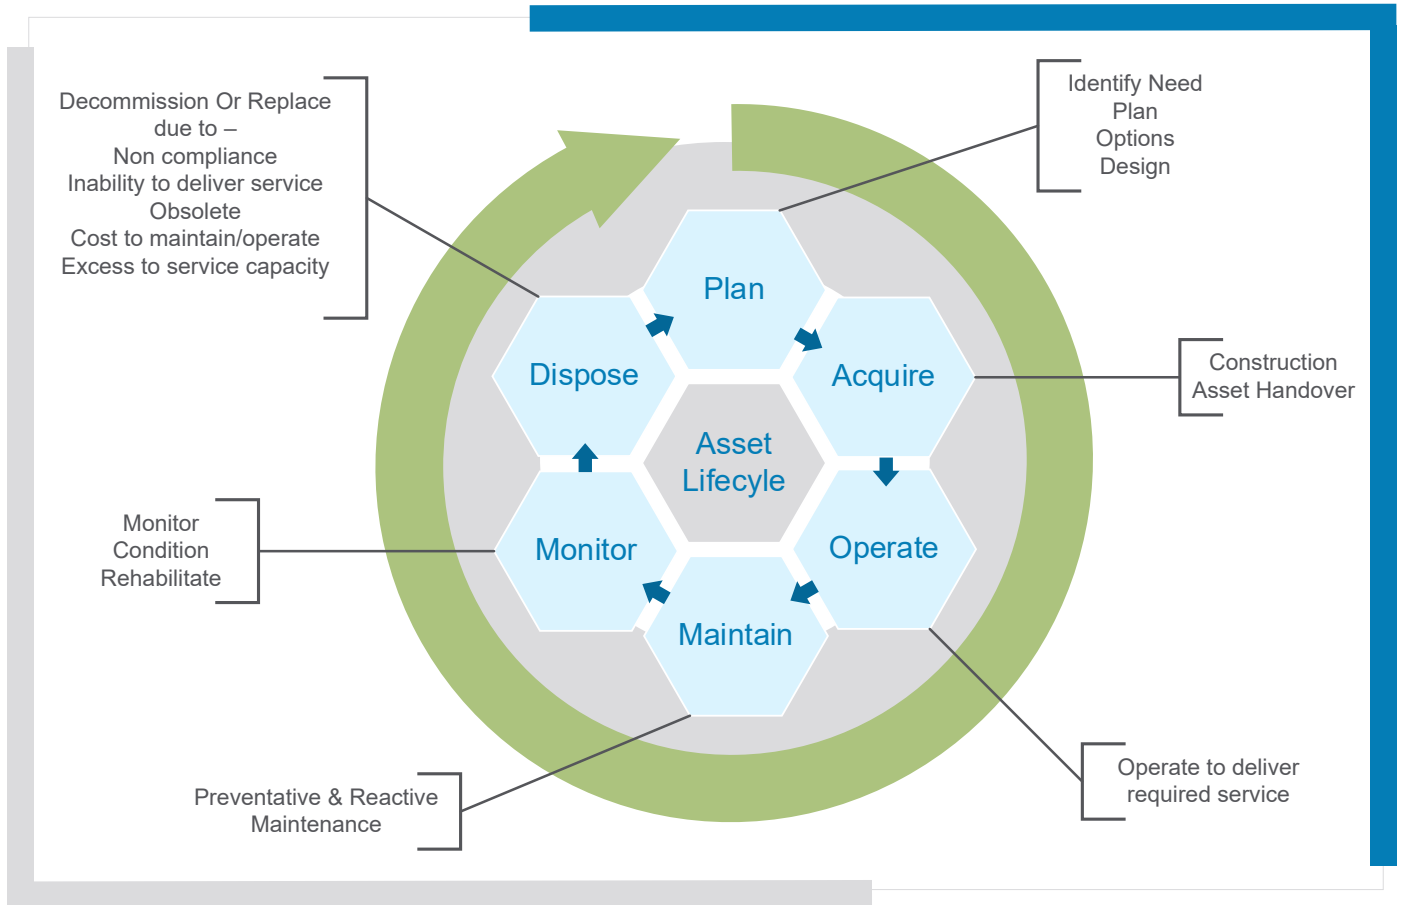 Decommission Or Replace
due to –
Non compliance
Inability to deliver service
Obsolete
Cost to maintain/operate
Excess to service capacity
Identify Need
Plan
Options
Design
Plan
Dispose
Acquire
Construction
Asset Handover
Asset
Lifecyle
Monitor
Condition
Rehabilitate
Monitor
Operate
Maintain
Preventative & Reactive
Maintenance
Operate to deliver
required service